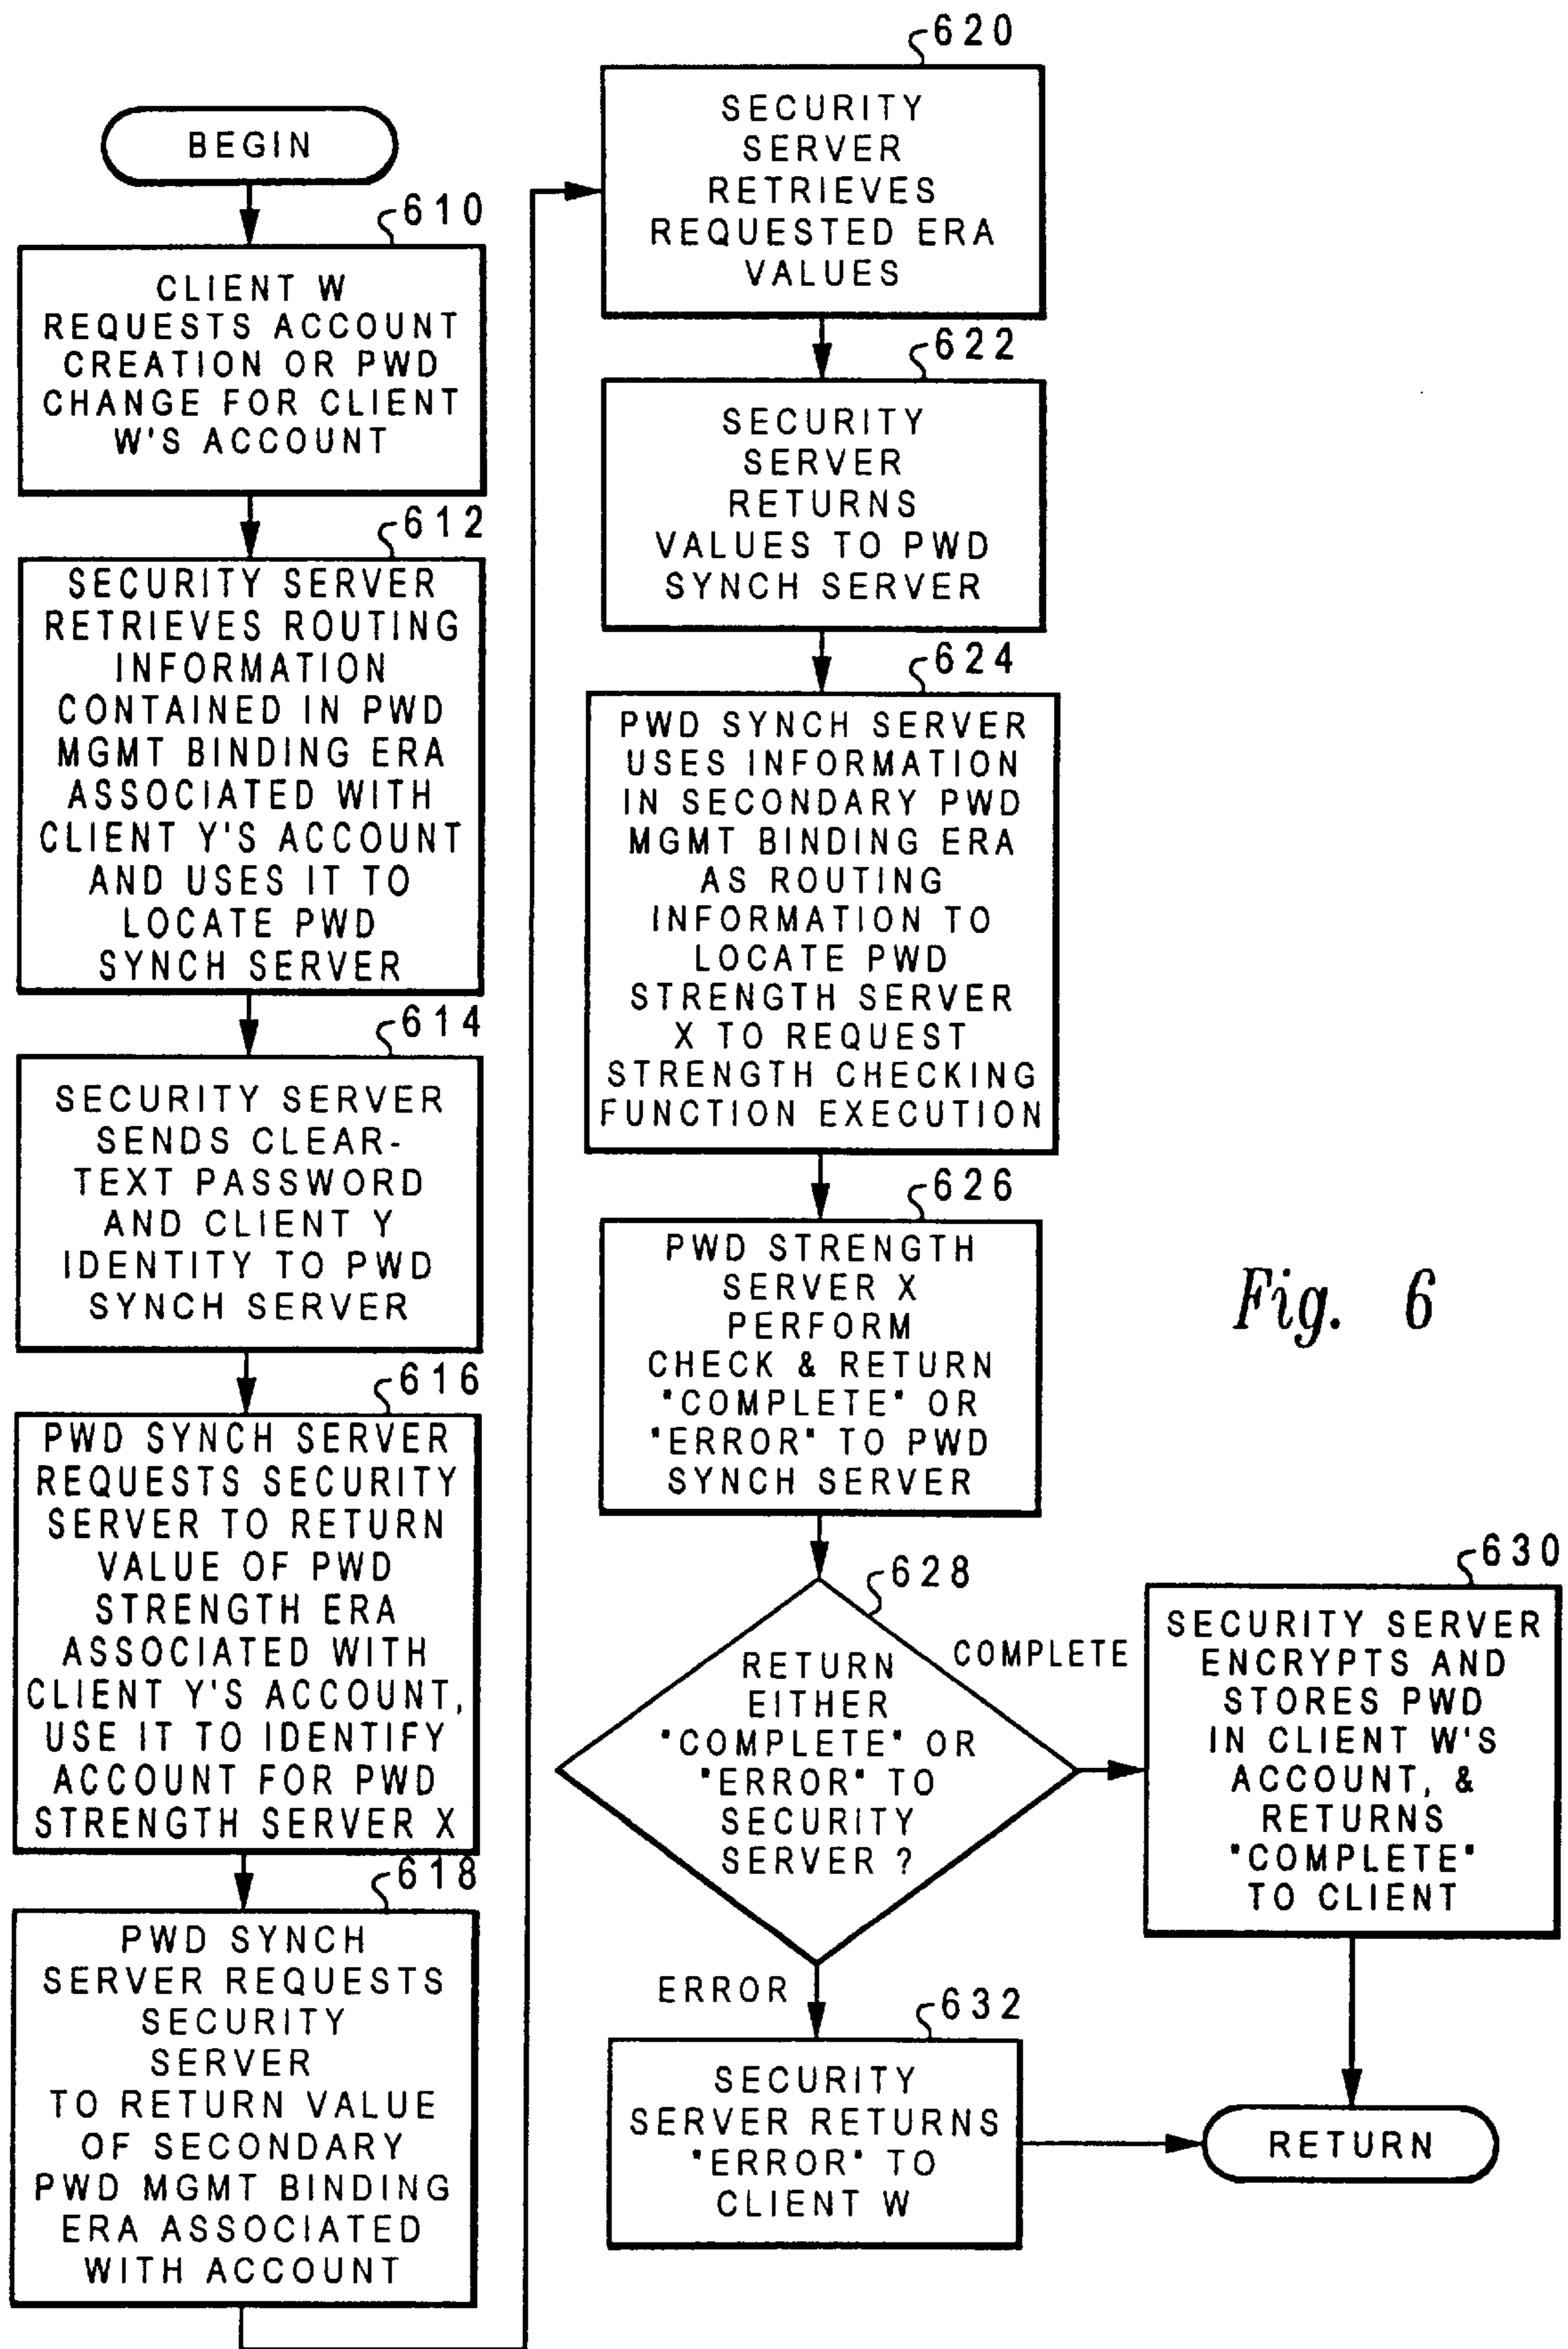 BEGIN
610
CLIENT W
REQUESTS ACCOUNT
CREATION OR PWD
CHANGE FOR CLIENT
W'S ACCOUNT
612
SECURITY SERVER
RETRIEVES ROUTING
INFORMATION
CONTAINED IN PWD
MGMT BINDING ERA
ASSOCIATED WITH
CLIENT Y'S ACCOUNT
AND USES IT TO
LOCATE PWD
SYNCH SERVER
614
SECURITY SERVER
SENDS CLEAR-
TEXT PASSWORD
AND CLIENT Y
IDENTITY TO PWD
SYNCH SERVER
616
PWD SYNCH SERVER
REQUESTS SECURITY
SERVER TO RETURN
VALUE OF PWD
STRENGTH ERA
ASSOCIATED WITH
CLIENT Y'S ACCOUNT,
USE IT TO IDENTIFY
ACCOUNT FOR PWD
STRENGTH SERVER X
618
PWD SYNCH
SERVER REQUESTS
SECURITY
SERVER
TO RETURN VALUE
OF SECONDARY
PWD MGMT BINDING
ERA ASSOCIATED
WITH ACCOUNT
620
SECURITY
SERVER
RETRIEVES
REQUESTED ERA
VALUES
622
SECURITY
SERVER
RETURNS
VALUES TO PWD
SYNCH SERVER
624
PWD SYNCH SERVER
USES INFORMATION
IN SECONDARY PWD
MGMT BINDING ERA
AS ROUTING
INFORMATION TO
LOCATE PWD
STRENGTH SERVER
X TO REQUEST
STRENGTH CHECKING
FUNCTION EXECUTION
626
PWD STRENGTH
SERVER X
PERFORM
CHECK & RETURN
"COMPLETE" OR
"ERROR" TO PWD
SYNCH SERVER
628
RETURN
EITHER
"COMPLETE" OR
"ERROR" TO
SECURITY
SERVER ?
COMPLETE
ERROR
630
SECURITY SERVER
ENCRYPTS AND
STORES PWD
IN CLIENT W'S
ACCOUNT, &
RETURNS
"COMPLETE"
TO CLIENT
632
SECURITY
SERVER RETURNS
"ERROR" TO
CLIENT W
RETURN
Fig. 6